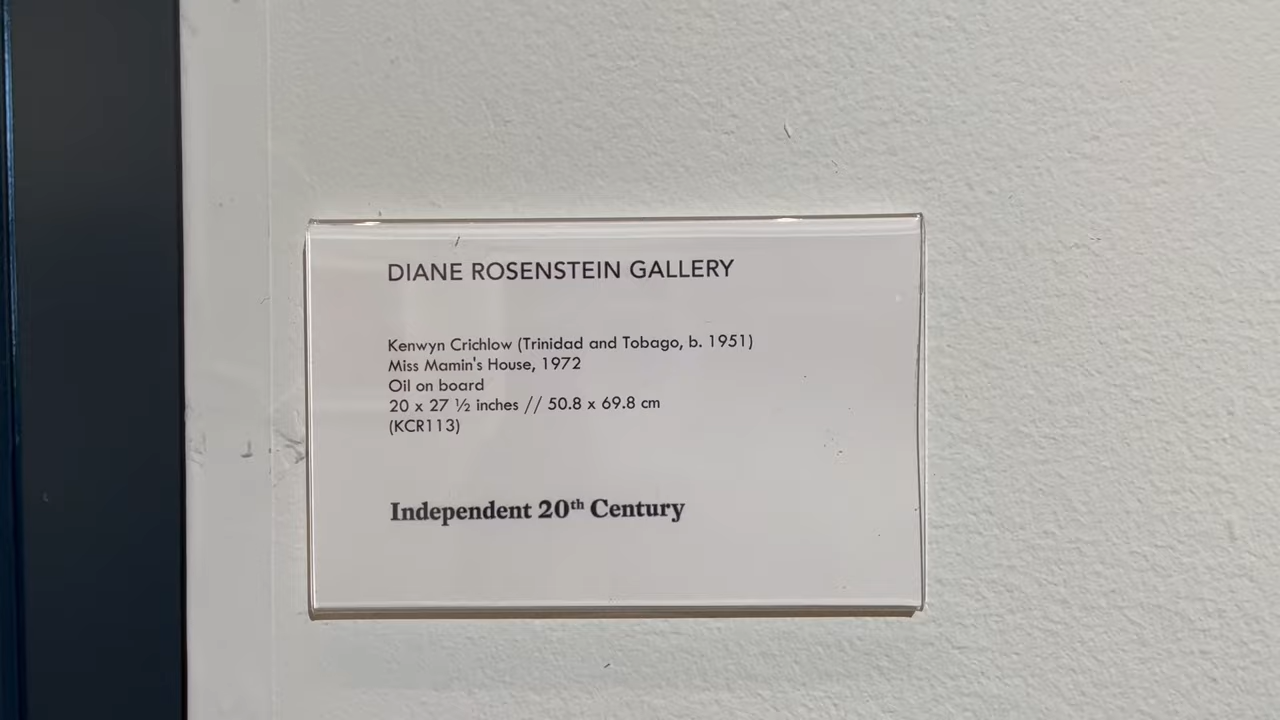 DIANE ROSENSTEIN GALLERY
Kenwyn Crichlow (Trinidad and Tobago, b. 1951)
Miss Mamin's House, 1972
Oil on board
20 x 27 ½ inches // 50.8 x 69.8 cm
(KCR113)
Independent 20th Century